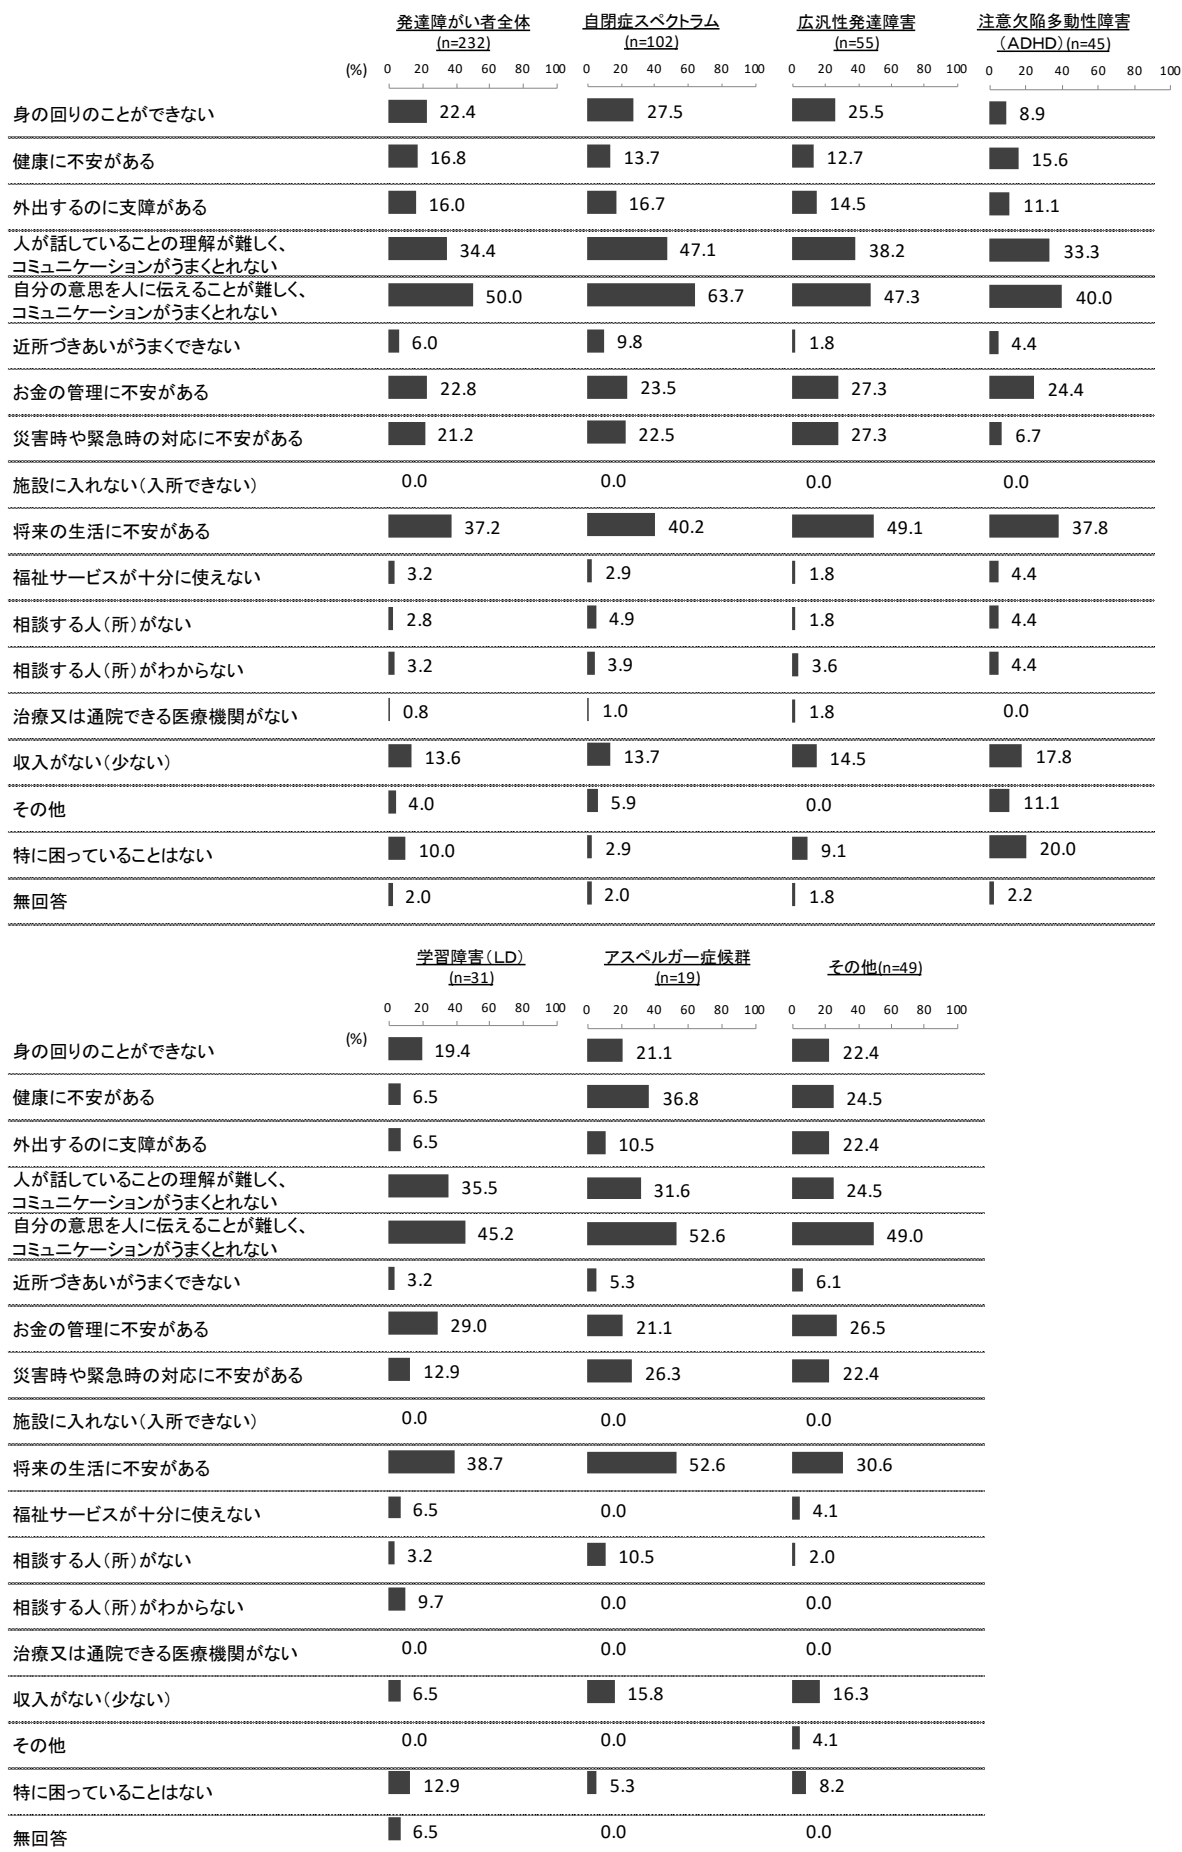 発達障がい者全体 自閉症スペクトラム 広汎性発達障害 注意欠陥多動性障害
(n=232) (n=102) (n=55) （ADHD）(n=45)
(%) 0 20 40 60 80 100 0 20 40 60 80 100 0 20 40 60 80 100 0 20 40 60 80 100
身の回りのことができない 22.4 27.5 25.5 8.9
健康に不安がある 16.8 13.7 12.7 15.6
外出するのに支障がある 16.0 16.7 14.5 11.1
人が話していることの理解が難しく、
コミュニケーションがうまくとれない 34.4 47.1 38.2 33.3
自分の意思を人に伝えることが難しく、
コミュニケーションがうまくとれない 50.0 63.7 47.3 40.0
近所づきあいがうまくできない 6.0 9.8 1.8 4.4
お金の管理に不安がある 22.8 23.5 27.3 24.4
災害時や緊急時の対応に不安がある 21.2 22.5 27.3 6.7
施設に入れない（入所できない） 0.0 0.0 0.0 0.0
将来の生活に不安がある 37.2 40.2 49.1 37.8
福祉サービスが十分に使えない 3.2 2.9 1.8 4.4
相談する人（所）がない 2.8 4.9 1.8 4.4
相談する人（所）がわからない 3.2 3.9 3.6 4.4
治療又は通院できる医療機関がない 0.8 1.0 1.8 0.0
収入がない（少ない） 13.6 13.7 14.5 17.8
その他 4.0 5.9 0.0 11.1
特に困っていることはない 10.0 2.9 9.1 20.0
無回答 2.0 2.0 1.8 2.2
学習障害（LD） アスペルガー症候群 その他(n=49)
(n=31) (n=19)
0 20 40 60 80 100 0 20 40 60 80 100 0 20 40 60 80 100
(%)
身の回りのことができない 19.4 21.1 22.4
健康に不安がある 6.5 36.8 24.5
外出するのに支障がある 6.5 10.5 22.4
人が話していることの理解が難しく、
コミュニケーションがうまくとれない 35.5 31.6 24.5
自分の意思を人に伝えることが難しく、
コミュニケーションがうまくとれない 45.2 52.6 49.0
近所づきあいがうまくできない 3.2 5.3 6.1
お金の管理に不安がある 29.0 21.1 26.5
災害時や緊急時の対応に不安がある 12.9 26.3 22.4
施設に入れない（入所できない） 0.0 0.0 0.0
将来の生活に不安がある 38.7 52.6 30.6
福祉サービスが十分に使えない 6.5 0.0 4.1
相談する人（所）がない 3.2 10.5 2.0
相談する人（所）がわからない 9.7 0.0 0.0
治療又は通院できる医療機関がない 0.0 0.0 0.0
収入がない（少ない） 6.5 15.8 16.3
その他 0.0 0.0 4.1
特に困っていることはない 12.9 5.3 8.2
無回答 6.5 0.0 0.0